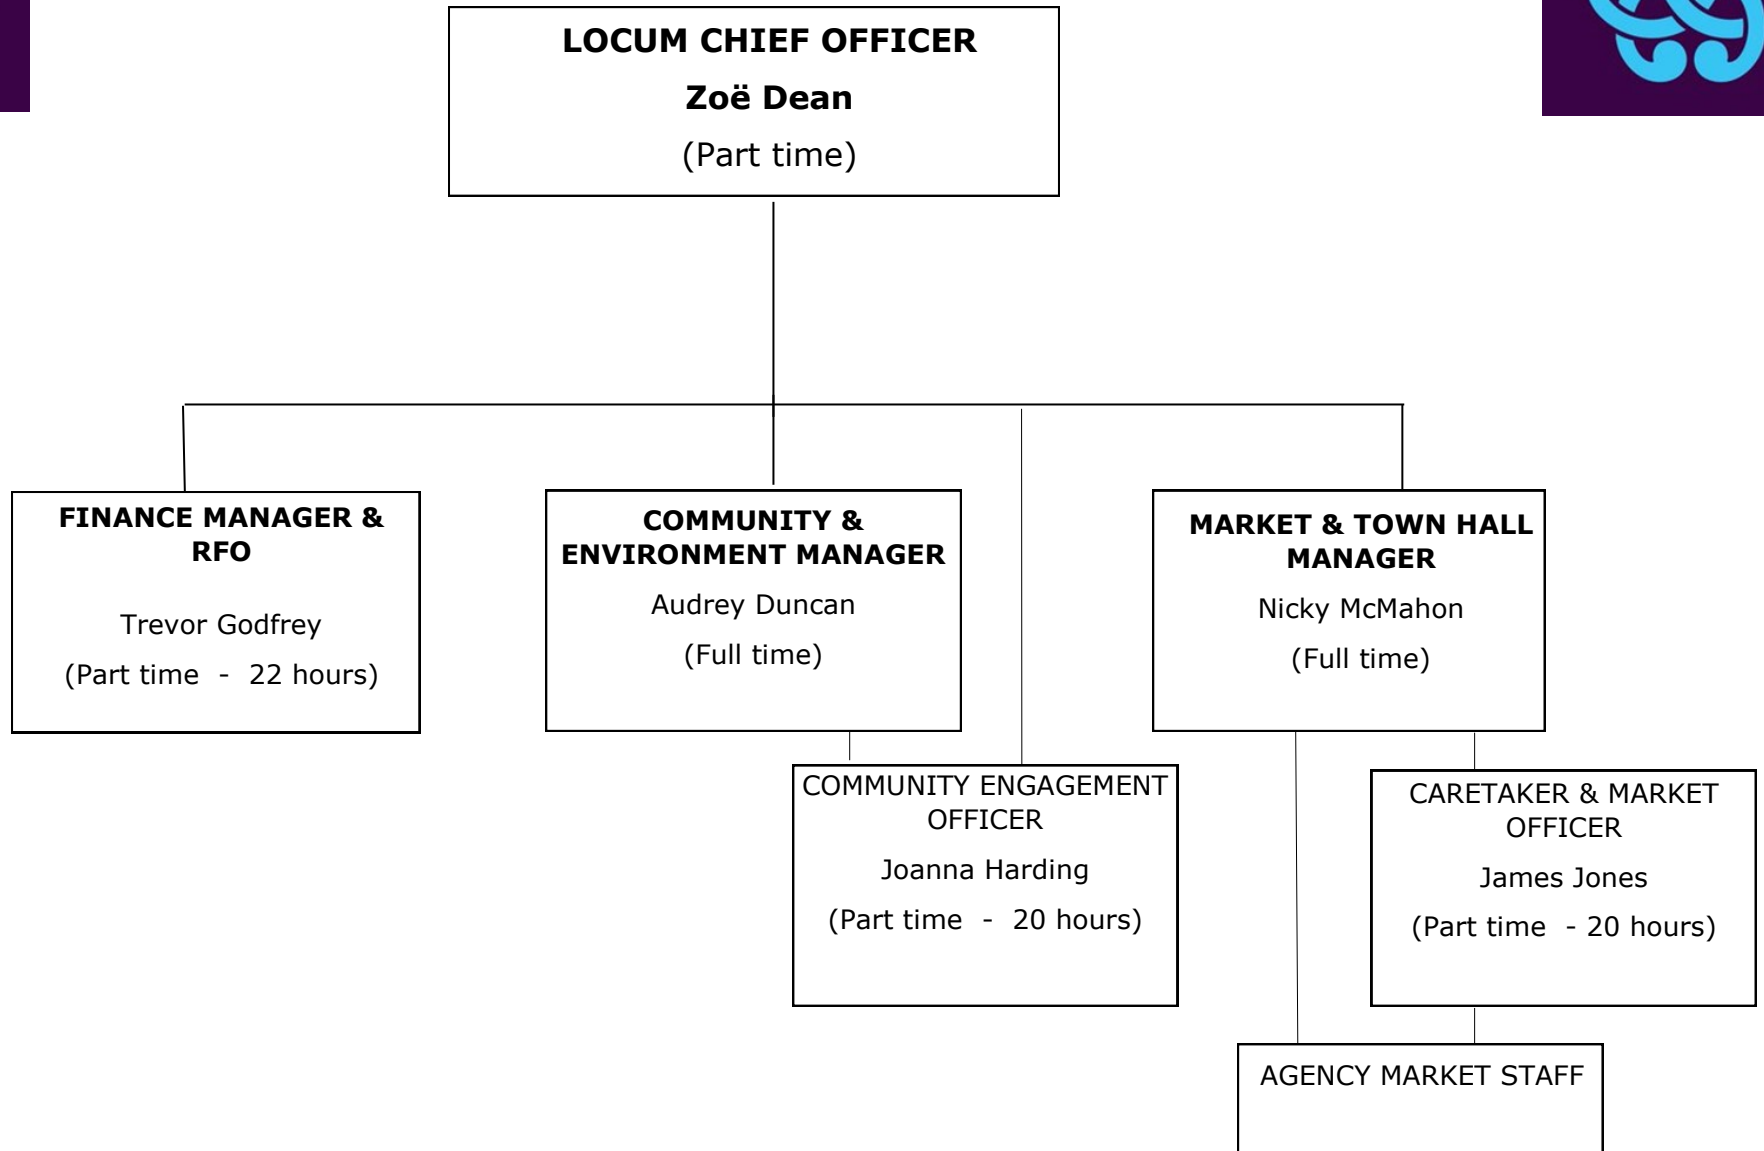 LOCUM CHIEF OFFICER
Zoë Dean
(Part time)
FINANCE MANAGER &
RFO
Trevor Godfrey
(Part time - 22 hours)
COMMUNITY &
ENVIRONMENT MANAGER
Audrey Duncan
(Full time)
MARKET & TOWN HALL
MANAGER
Nicky McMahon
(Full time)
COMMUNITY ENGAGEMENT
OFFICER
Joanna Harding
(Part time - 20 hours)
CARETAKER & MARKET
OFFICER
James Jones
(Part time - 20 hours)
AGENCY MARKET STAFF